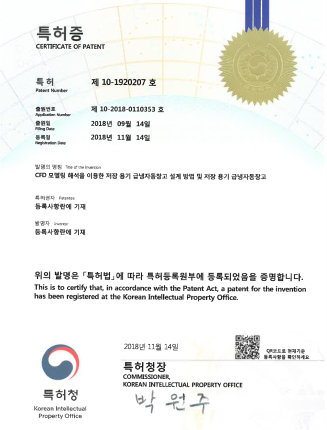 특허증
CERTIFICATE OF PATENT
특허 제 10-1920207 호
Patent Number
출원번호 제 10-2018-0110353 호
Application Number
출원일 2018년 09월 14일
Filing Date
등록일 2018년 11월 14일
Registration Date
발명의 명칭 Title of the Invention
CFD 모델링 해석을 이용한 저장 용기 급냉자동창고 설계 방법 및 저장 용기 급냉자동창고
특허권자 Patentee
등록사항란에 기재
발명자 Inventor
등록사항란에 기재
위의 발명은 「특허법」에 따라 특허등록원부에 등록되었음을 증명합니다.
This is to certify that, in accordance with the Patent Act, a patent for the invention
has been registered at the Korean Intellectual Property Office.
2018년 11월 14일
QR코드로 현재기준
등록사항을 확인하세요
특허청장
COMMISSIONER,
KOREAN INTELLECTUAL PROPERTY OFFICE
박원주
특허청
Korean Intellectual
Property Office